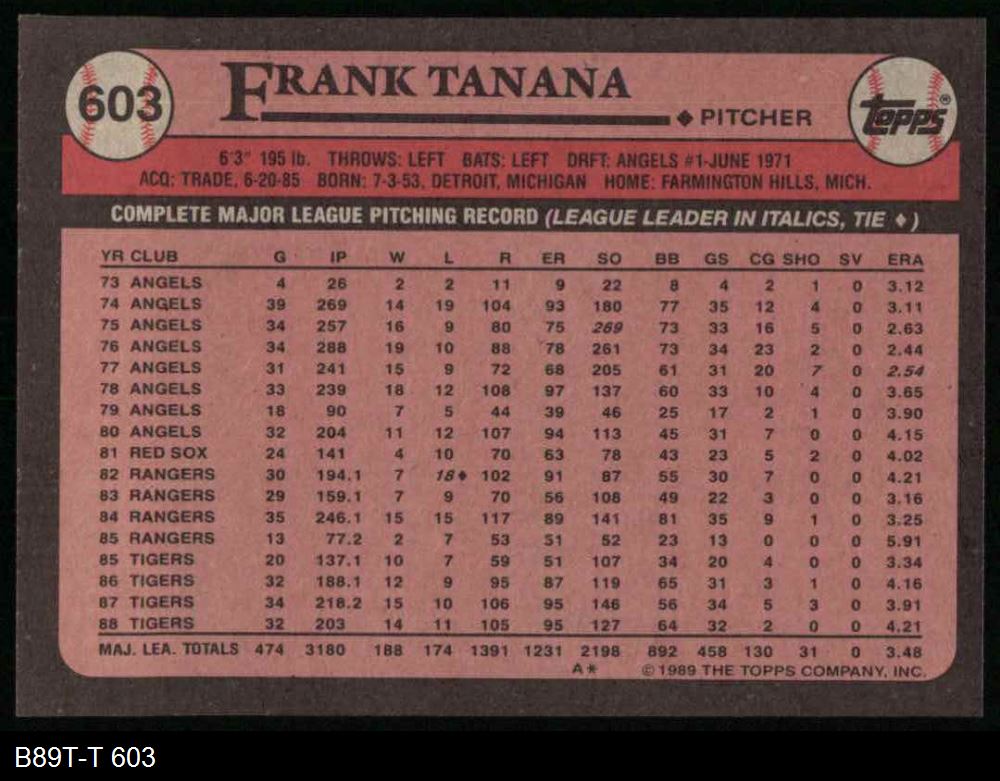 603
FRANK TANANA
◆ PITCHER
Topps®
6'3" 195 lb. THROWS: LEFT BATS: LEFT DRFT: ANGELS #1-JUNE 1971
ACQ: TRADE, 6-20-85 BORN: 7-3-53, DETROIT, MICHIGAN HOME: FARMINGTON HILLS, MICH.
COMPLETE MAJOR LEAGUE PITCHING RECORD (LEAGUE LEADER IN ITALICS, TIE ♦)
YR CLUB G IP W L R ER SO BB GS CG SHO SV ERA
73 ANGELS 4 26 2 2 11 9 22 8 4 2 1 0 3.12
74 ANGELS 39 269 14 19 104 93 180 77 35 12 4 0 3.11
75 ANGELS 34 257 16 9 80 75 269 73 33 16 5 0 2.63
76 ANGELS 34 288 19 10 88 78 261 73 34 23 2 0 2.44
77 ANGELS 31 241 15 9 72 68 205 61 31 20 7 0 2.54
78 ANGELS 33 239 18 12 108 97 137 60 33 10 4 0 3.65
79 ANGELS 18 90 7 5 44 39 46 25 17 2 1 0 3.90
80 ANGELS 32 204 11 12 107 94 113 45 31 7 0 0 4.15
81 RED SOX 24 141 4 10 70 63 78 43 23 5 2 0 4.02
82 RANGERS 30 194.1 7 18♦ 102 91 87 55 30 7 0 0 4.21
83 RANGERS 29 159.1 7 9 70 56 108 49 22 3 0 0 3.16
84 RANGERS 35 246.1 15 15 117 89 141 81 35 9 1 0 3.25
85 RANGERS 13 77.2 2 7 53 51 52 23 13 0 0 0 5.91
85 TIGERS 20 137.1 10 7 59 51 107 34 20 4 0 0 3.34
86 TIGERS 32 188.1 12 9 95 87 119 65 31 3 1 0 4.16
87 TIGERS 34 218.2 15 10 106 95 146 56 34 5 3 0 3.91
88 TIGERS 32 203 14 11 105 95 127 64 32 2 0 0 4.21
MAJ. LEA. TOTALS 474 3180 188 174 1391 1231 2198 892 458 130 31 0 3.48
A* © 1989 THE TOPPS COMPANY, INC.
B89T-T 603